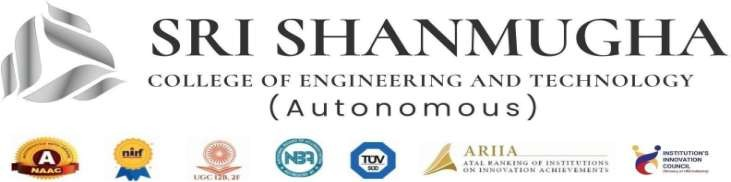 SRI SHANMUGHA
COLLEGE OF ENGINEERING AND TECHNOLOGY
(Autonomous)
A
NAAC
nirf
UGC 12B, 2F
NBA
TÜV
SÜD
ARIIA
ATAL RANKING OF INSTITUTIONS
ON INNOVATION ACHIEVEMENTS
INSTITUTION'S
INNOVATION
COUNCIL